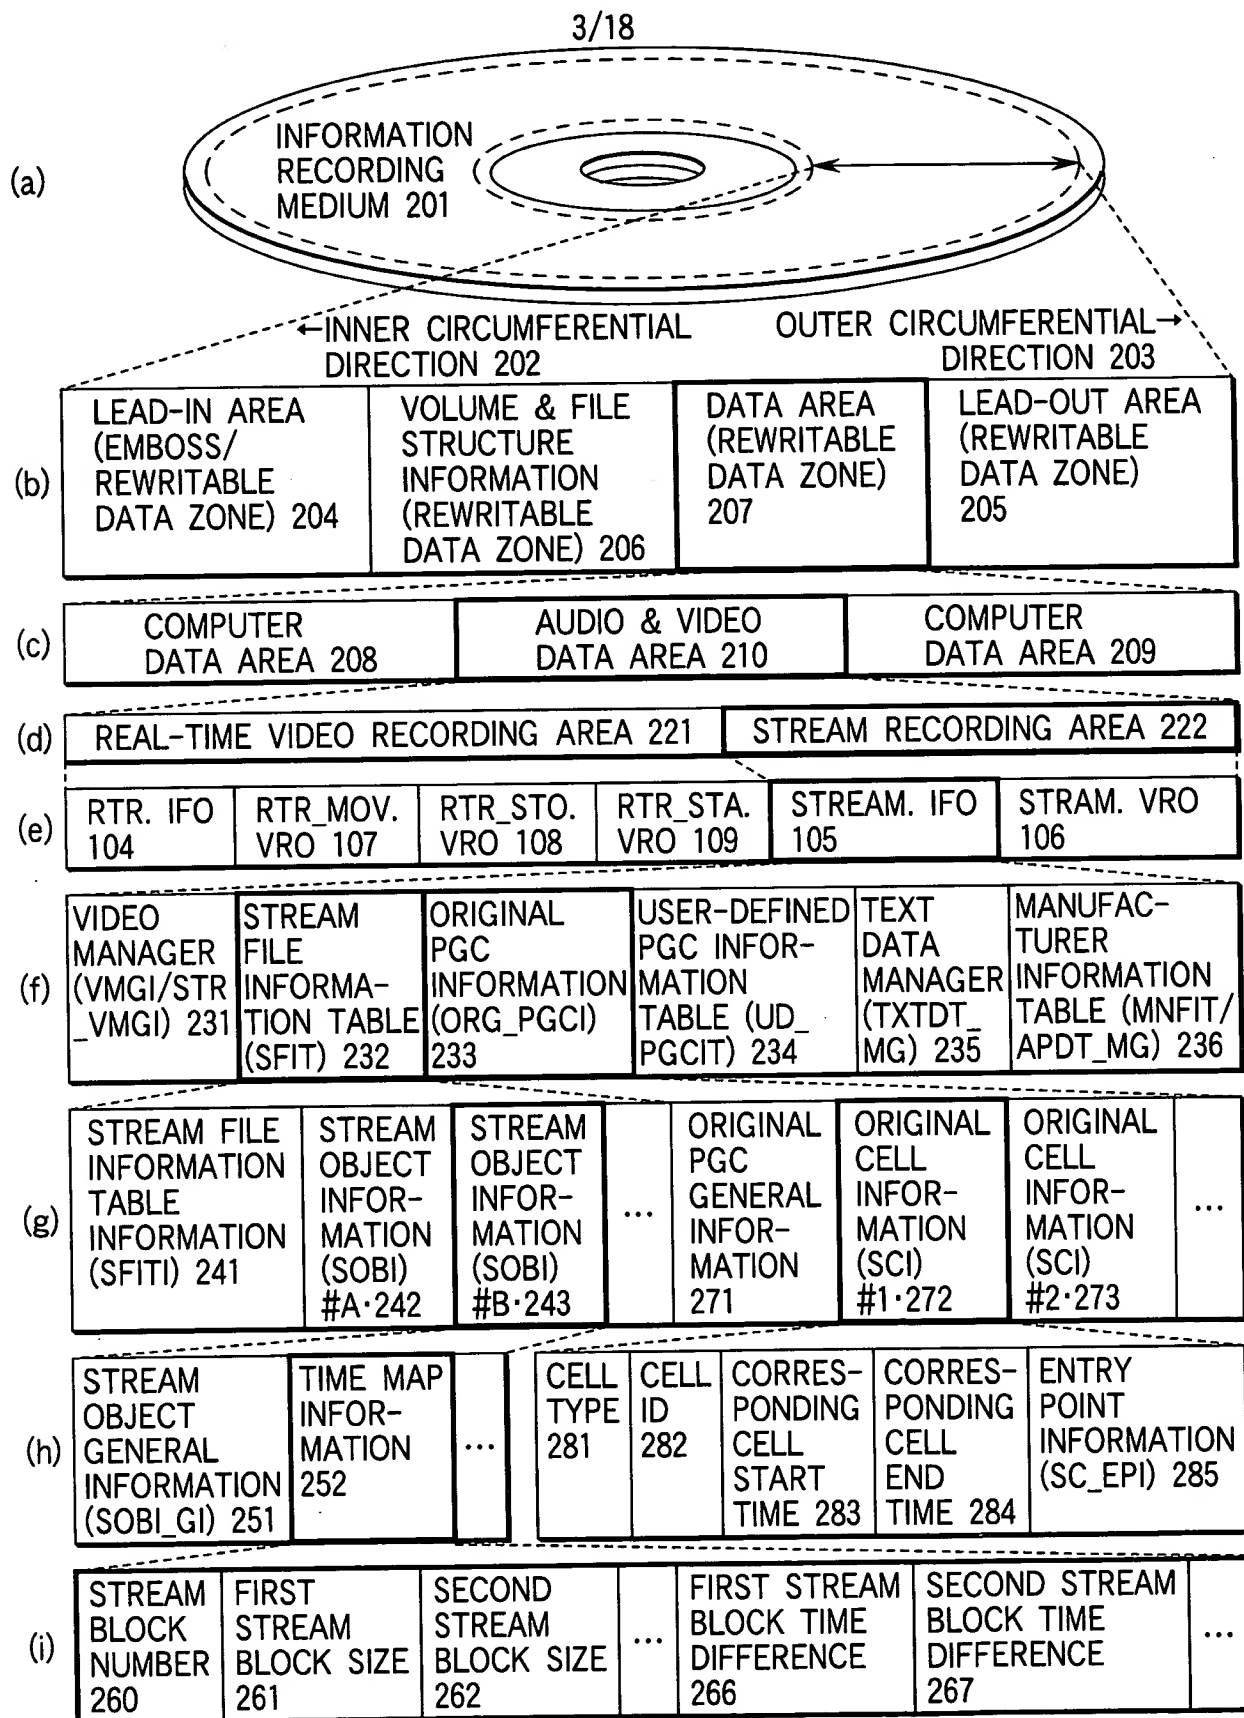 3/18
(a)
INFORMATION
RECORDING
MEDIUM 201
←INNER CIRCUMFERENTIAL
DIRECTION 202
OUTER CIRCUMFERENTIAL→
DIRECTION 203
(b)
LEAD-IN AREA
(EMBOSS/
REWRITABLE
DATA ZONE) 204
VOLUME & FILE
STRUCTURE
INFORMATION
(REWRITABLE
DATA ZONE) 206
DATA AREA
(REWRITABLE
DATA ZONE)
207
LEAD-OUT AREA
(REWRITABLE
DATA ZONE)
205
(c)
COMPUTER
DATA AREA 208
AUDIO & VIDEO
DATA AREA 210
COMPUTER
DATA AREA 209
(d)
REAL-TIME VIDEO RECORDING AREA 221
STREAM RECORDING AREA 222
(e)
RTR. IFO
104
RTR_MOV.
VRO 107
RTR_STO.
VRO 108
RTR_STA.
VRO 109
STREAM. IFO
105
STRAM. VRO
106
(f)
VIDEO
MANAGER
(VMGI/STR
_VMGI) 231
STREAM
FILE
INFORMA-
TION TABLE
(SFIT) 232
ORIGINAL
PGC
INFORMATION
(ORG_PGCI)
233
USER-DEFINED
PGC INFOR-
MATION
TABLE (UD_
PGCIT) 234
TEXT
DATA
MANAGER
(TXTDT_
MG) 235
MANUFAC-
TURER
INFORMATION
TABLE (MNFIT/
APDT_MG) 236
(g)
STREAM FILE
INFORMATION
TABLE
INFORMATION
(SFITI) 241
STREAM
OBJECT
INFOR-
MATION
(SOBI)
#A·242
STREAM
OBJECT
INFOR-
MATION
(SOBI)
#B·243
...
ORIGINAL
PGC
GENERAL
INFOR-
MATION
271
ORIGINAL
CELL
INFOR-
MATION
(SCI)
#1·272
ORIGINAL
CELL
INFOR-
MATION
(SCI)
#2·273
...
(h)
STREAM
OBJECT
GENERAL
INFORMATION
(SOBI_GI) 251
TIME MAP
INFOR-
MATION
252
...
CELL
TYPE
281
CELL
ID
282
CORRES-
PONDING
CELL
START
TIME 283
CORRES-
PONDING
CELL
END
TIME 284
ENTRY
POINT
INFORMATION
(SC_EPI) 285
(i)
STREAM
BLOCK
NUMBER
260
FIRST
STREAM
BLOCK SIZE
261
SECOND
STREAM
BLOCK SIZE
262
...
FIRST STREAM
BLOCK TIME
DIFFERENCE
266
SECOND STREAM
BLOCK TIME
DIFFERENCE
267
...